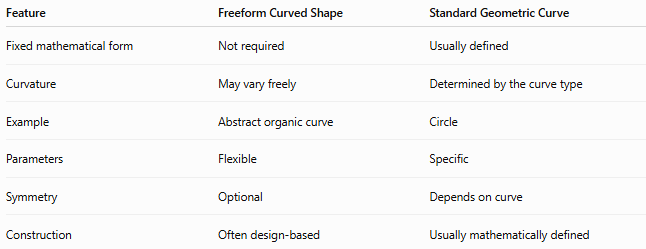 Feature Freeform Curved Shape Standard Geometric Curve
Fixed mathematical form Not required Usually defined
Curvature May vary freely Determined by the curve type
Example Abstract organic curve Circle
Parameters Flexible Specific
Symmetry Optional Depends on curve
Construction Often design-based Usually mathematically defined